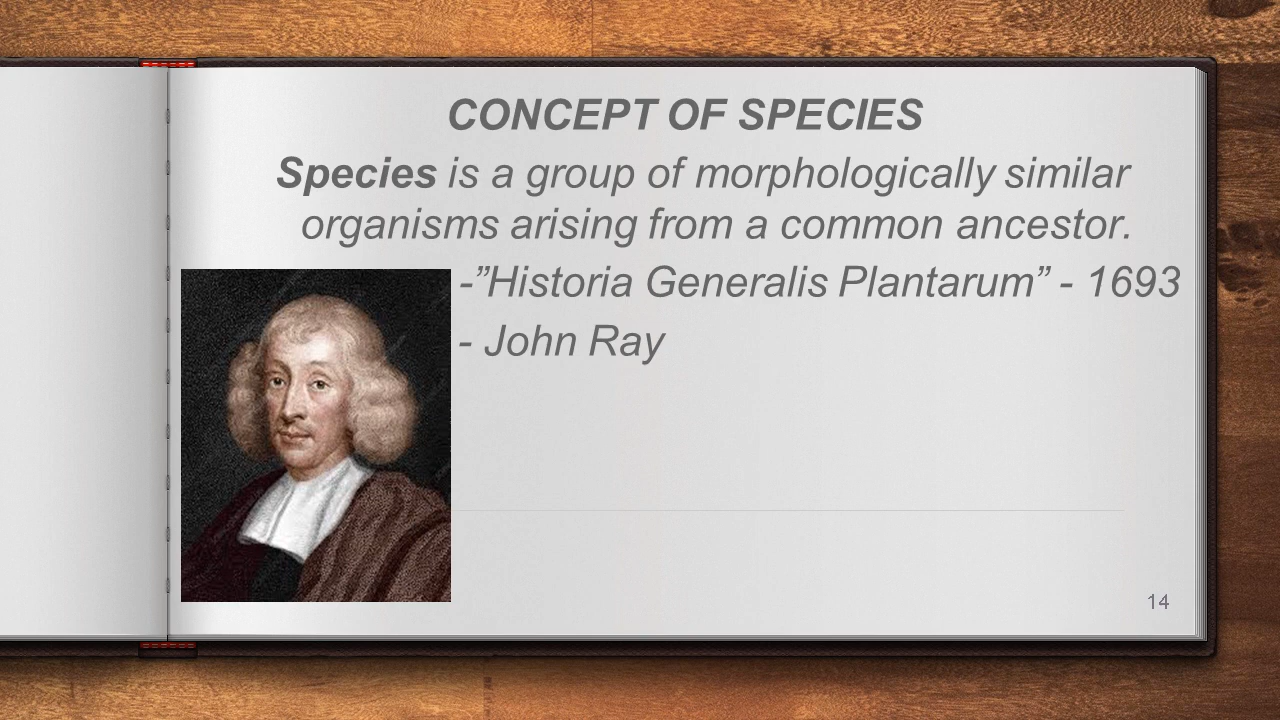 CONCEPT OF SPECIES
Species is a group of morphologically similar
organisms arising from a common ancestor.
-”Historia Generalis Plantarum” - 1693
- John Ray
14